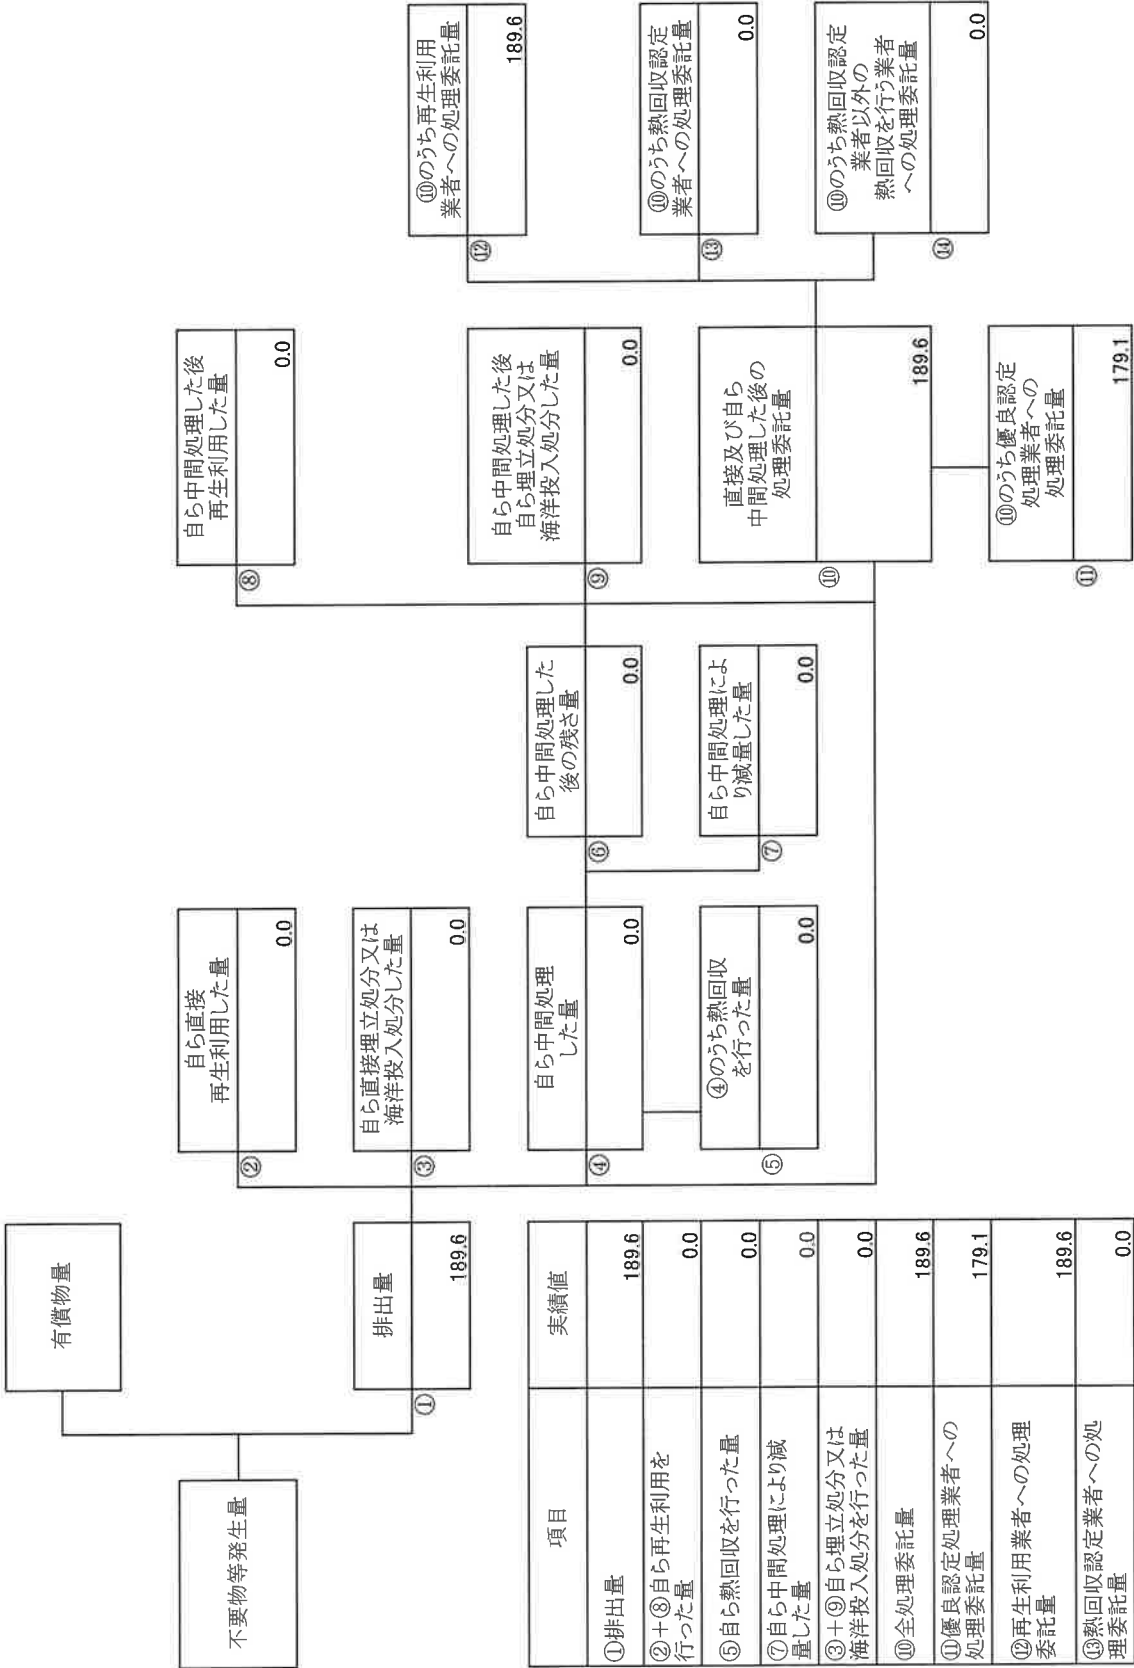 有償物量
不要物等発生量
排出量
①
189.6
自ら直接
再生利用した量
②
0.0
自ら直接埋立処分又は
海洋投入処分した量
③
0.0
自ら中間処理
した量
④
0.0
④のうち熱回収
を行った量
⑤
0.0
自ら中間処理した
後の残さ量
⑥
0.0
自ら中間処理によ
り減量した量
⑦
0.0
自ら中間処理した後
再生利用した量
⑧
0.0
自ら中間処理した後
自ら埋立処分又は
海洋投入処分した量
⑨
0.0
直接及び自ら
中間処理した後の
処理委託量
⑩
189.6
⑩のうち優良認定
処理業者への
処理委託量
⑪
179.1
⑩のうち再生利用
業者への処理委託量
⑫
189.6
⑩のうち熱回収認定
業者への処理委託量
⑬
0.0
⑩のうち熱回収認定
業者以外の
熱回収を行う業者
への処理委託量
⑭
0.0
項目 実績値
①排出量 189.6
②+⑧自ら再生利用を
行った量 0.0
⑤自ら熱回収を行った量 0.0
⑦自ら中間処理により減
量した量 0.0
③+⑨自ら埋立処分又は
海洋投入処分を行った量 0.0
⑩全処理委託量 189.6
⑪優良認定処理業者への
処理委託量 179.1
⑫再生利用業者への処理
委託量 189.6
⑬熱回収認定業者への処
理委託量 0.0